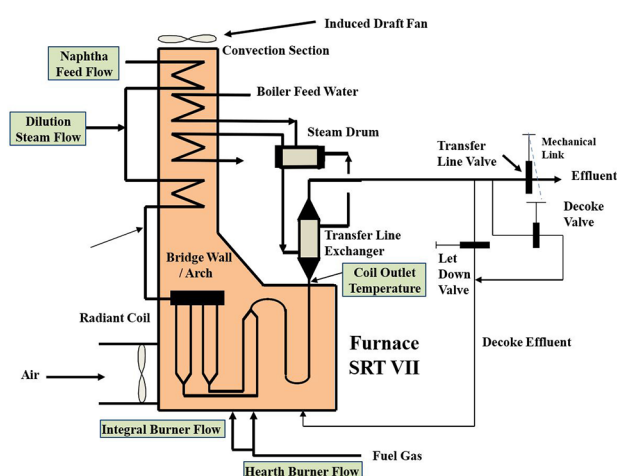 Induced Draft Fan
Convection Section
Naphtha
Feed Flow
Boiler Feed Water
Dilution
Steam Flow
Steam Drum
Transfer
Line Valve
Mechanical
Link
Effluent
Decoke
Valve
Transfer Line
Exchanger
Bridge Wall
/ Arch
Coil Outlet
Temperature
Let
Down
Valve
Radiant Coil
Furnace
SRT VII
Decoke Effluent
Air
Integral Burner Flow
Fuel Gas
Hearth Burner Flow